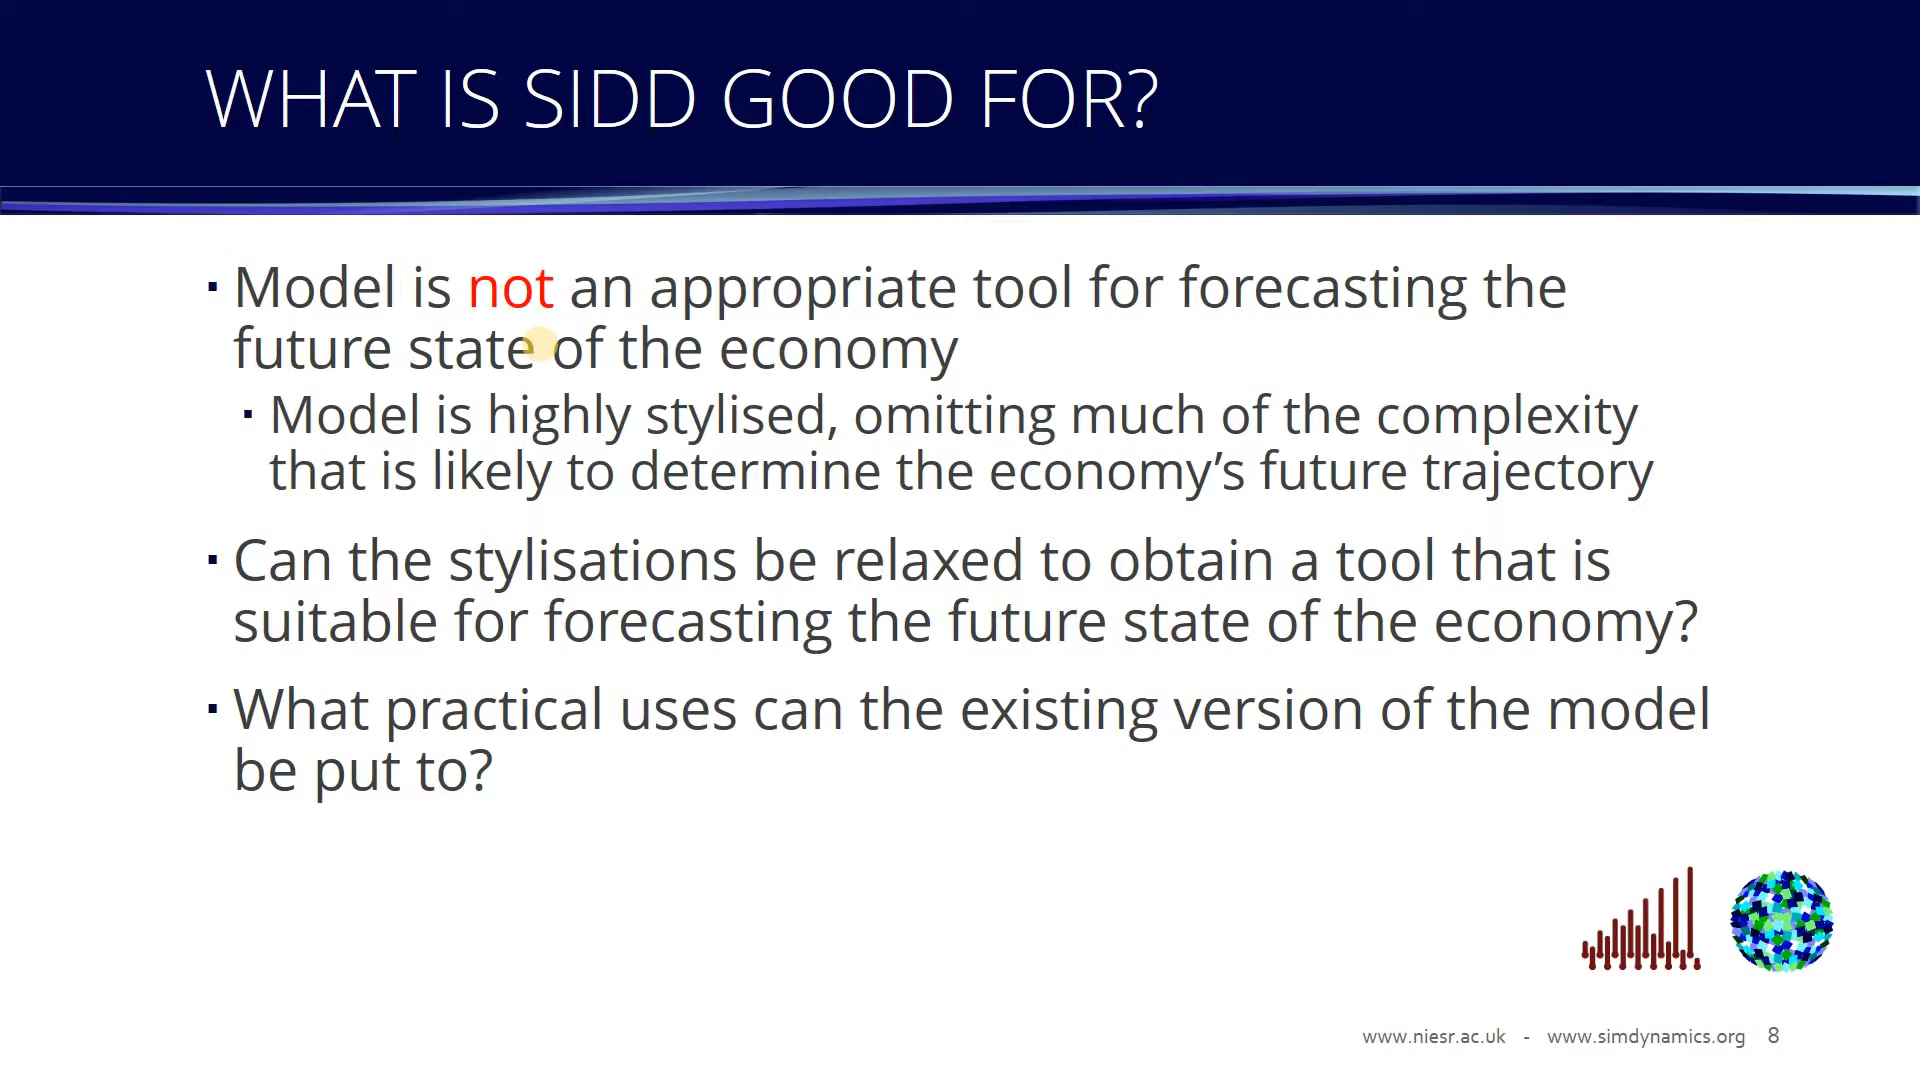 WHAT IS SIDD GOOD FOR?
▪ Model is not an appropriate tool for forecasting the
future state of the economy
▪ Model is highly stylised, omitting much of the complexity
that is likely to determine the economy’s future trajectory
▪ Can the stylisations be relaxed to obtain a tool that is
suitable for forecasting the future state of the economy?
▪ What practical uses can the existing version of the model
be put to?
www.niesr.ac.uk - www.simdynamics.org 8